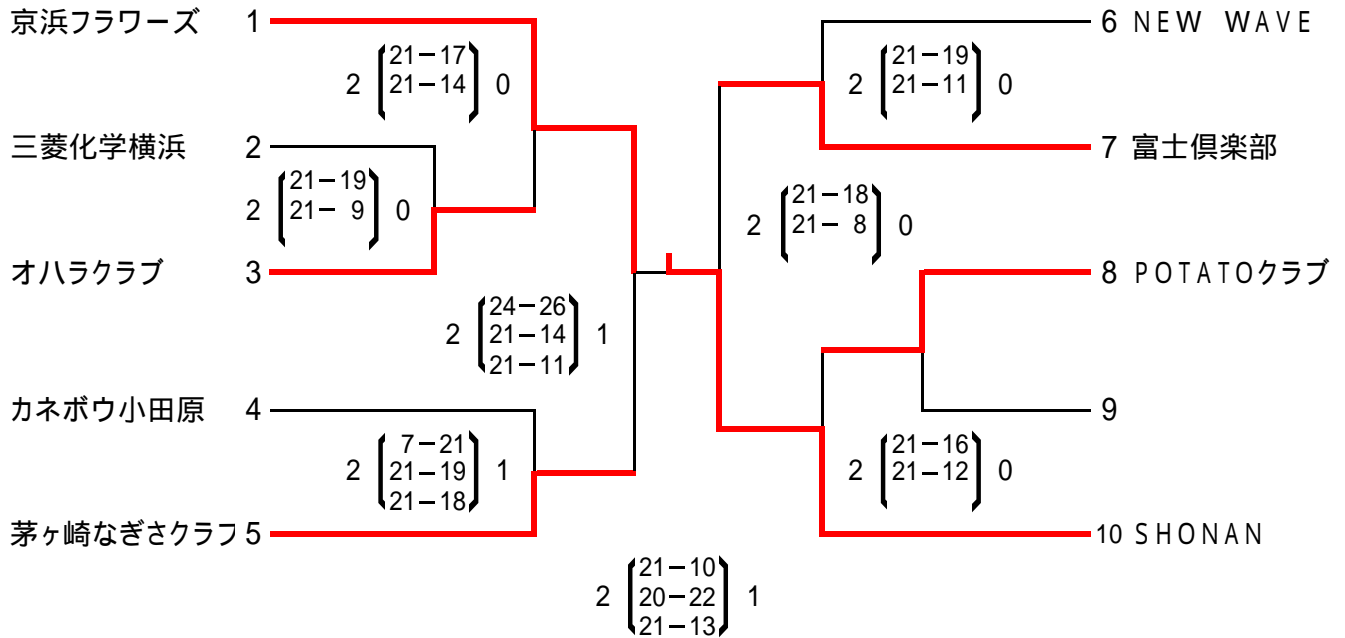 京浜フラワーズ 1
6 NEW WAVE
2 21－17 21－14 0
2 21－19 21－11 0
三菱化学横浜 2
7 富士倶楽部
2 21－19 21－ 9 0
2 21－18 21－ 8 0
オハラクラブ 3
8 POTATOクラブ
2 24－26 21－14 21－11 1
カネボウ小田原 4
9
2 7－21 21－19 21－18 1
2 21－16 21－12 0
茅ヶ崎なぎさクラブ 5
10 SHONAN
2 21－10 20－22 21－13 1